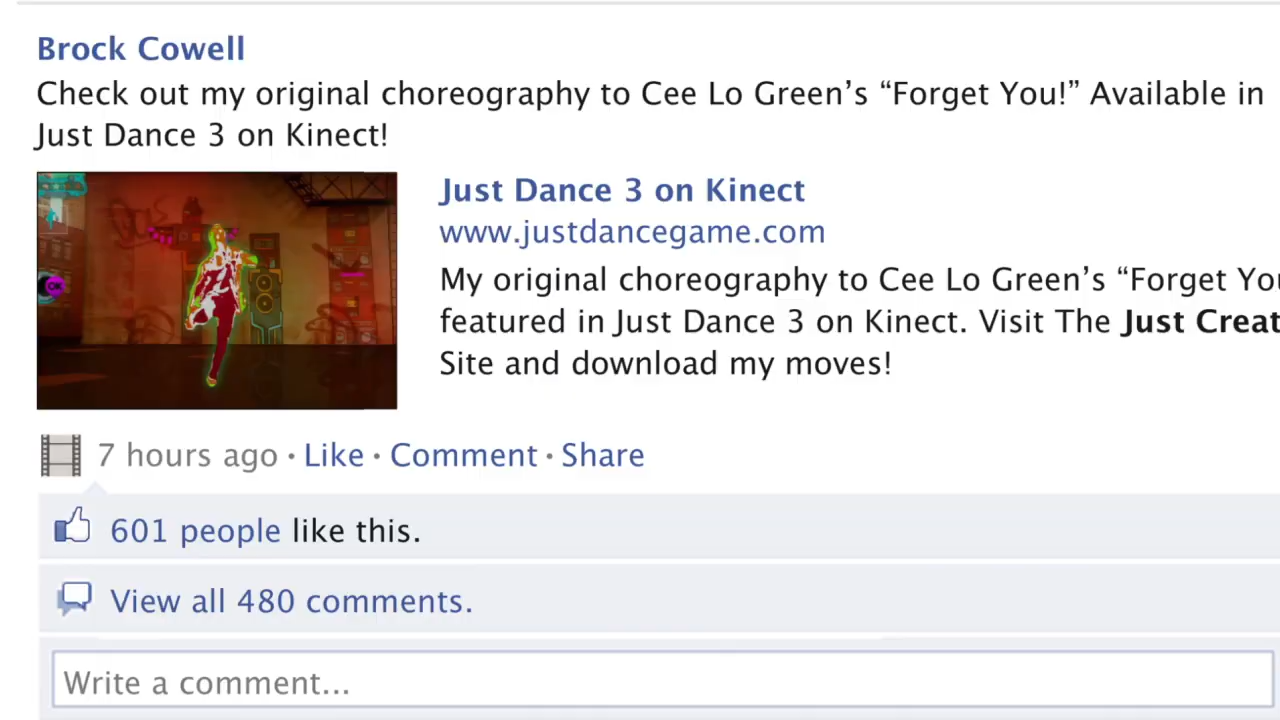 Brock Cowell
Check out my original choreography to Cee Lo Green’s “Forget You!” Available in
Just Dance 3 on Kinect!
Just Dance 3 on Kinect
www.justdancegame.com
My original choreography to Cee Lo Green’s “Forget You
featured in Just Dance 3 on Kinect. Visit The Just Creat
Site and download my moves!
OK
7 hours ago · Like · Comment · Share
601 people like this.
View all 480 comments.
Write a comment...